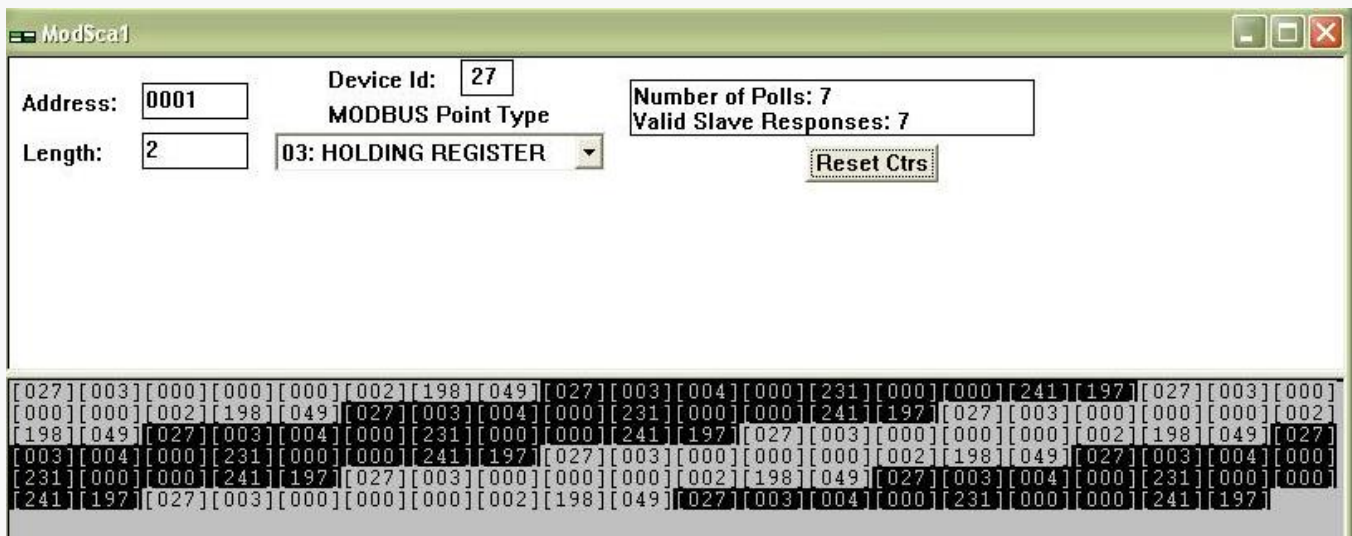 ModSca1
Address: 0001
Device Id: 27
MODBUS Point Type
Number of Polls: 7
Valid Slave Responses: 7
Length: 2
03: HOLDING REGISTER
Reset Ctrs
[027][003][000][000][000][002][198][049][027][003][004][000][231][000][000][241][197][027][003][000]
[000][000][002][198][049][027][003][004][000][231][000][000][241][197][027][003][000][000][000][002]
[198][049][027][003][004][000][231][000][000][241][197][027][003][000][000][000][002][198][049][027]
[003][004][000][231][000][000][241][197][027][003][000][000][000][002][198][049][027][003][004][000]
[231][000][000][241][197][027][003][000][000][000][002][198][049][027][003][004][000][231][000][000]
[241][197][027][003][000][000][000][002][198][049][027][003][004][000][231][000][000][241][197]